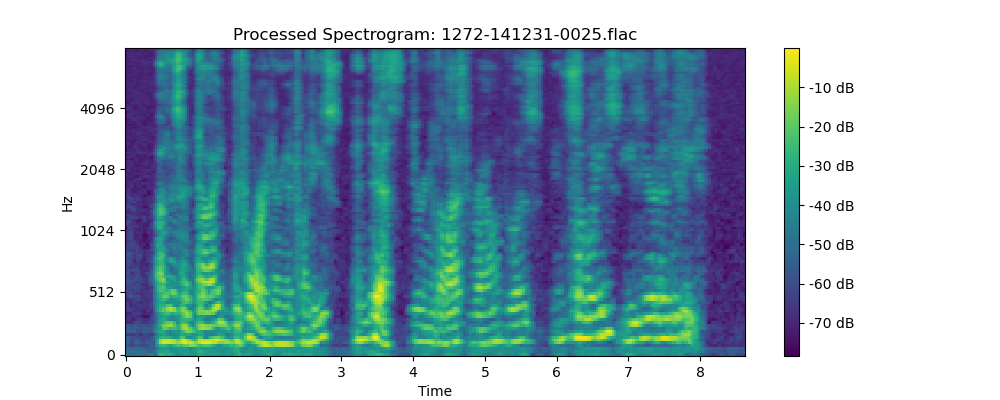 Processed Spectrogram: 1272-141231-0025.flac
Hz
4096
2048
1024
512
0
0 1 2 3 4 5 6 7 8
Time
-10 dB
-20 dB
-30 dB
-40 dB
-50 dB
-60 dB
-70 dB